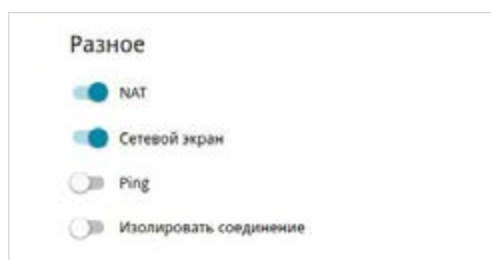 Разное
NAT
Сетевой экран
Ping
Изолировать соединение